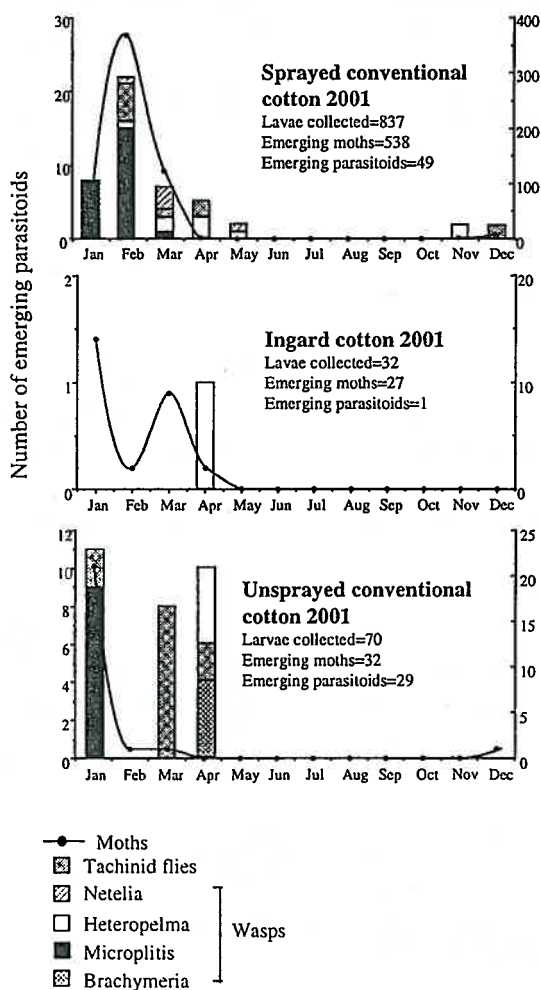 Number of emerging parasitoids
30
20
10
0
400
300
200
100
0
Sprayed conventional
cotton 2001
Lavae collected=837
Emerging moths=538
Emerging parasitoids=49
Jan Feb Mar Apr May Jun Jul Aug Sep Oct Nov Dec
2
1
0
20
10
0
Ingard cotton 2001
Lavae collected=32
Emerging moths=27
Emerging parasitoids=1
Jan Feb Mar Apr May Jun Jul Aug Sep Oct Nov Dec
12
10
8
6
4
2
0
25
20
15
10
5
0
Unsprayed conventional
cotton 2001
Larvae collected=70
Emerging moths=32
Emerging parasitoids=29
Jan Feb Mar Apr May Jun Jul Aug Sep Oct Nov Dec
Moths
Tachinid flies
Netelia
Heteropelma
Microplitis
Brachymeria
Wasps